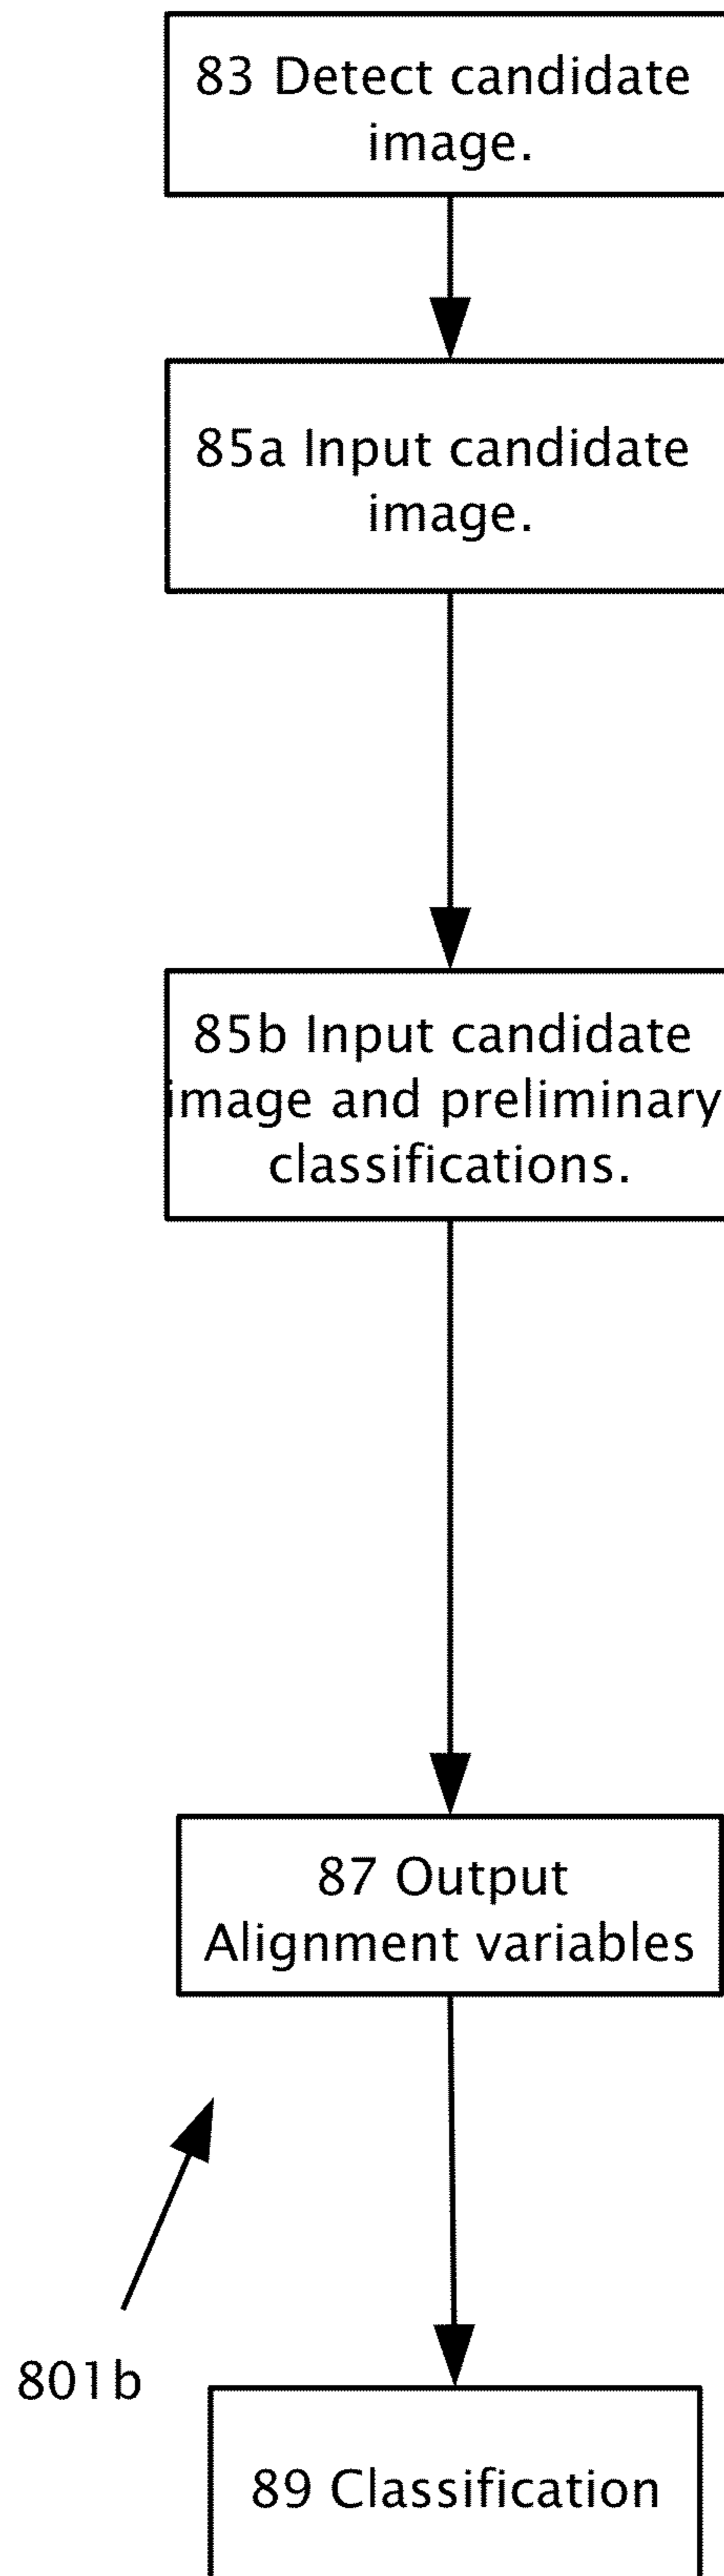 83 Detect candidate
image.
85a Input candidate
image.
85b Input candidate
image and preliminary
classifications.
87 Output
Alignment variables
801b
89 Classification